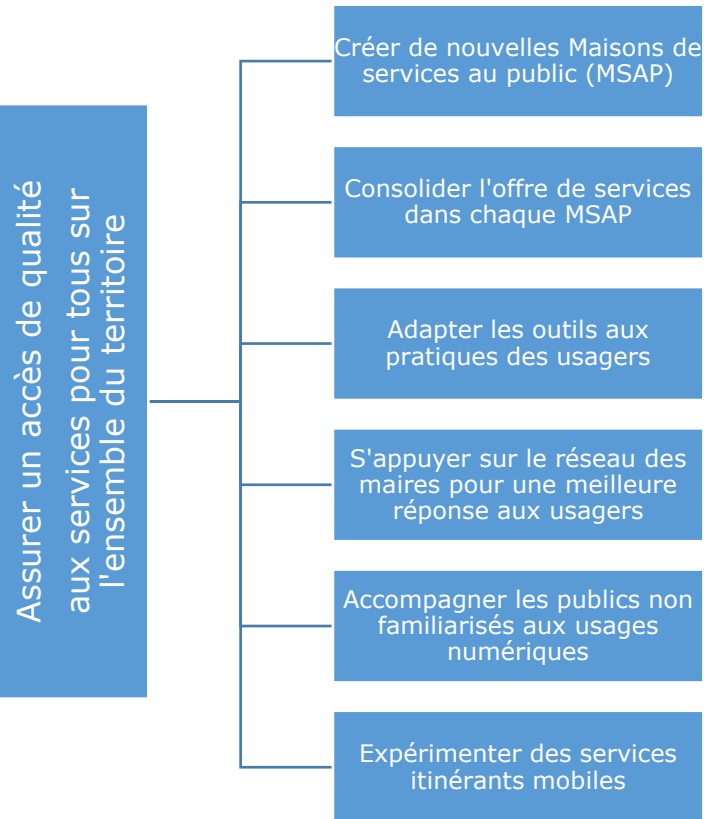 Assurer un accès de qualité
aux services pour tous sur
l'ensemble du territoire
Créer de nouvelles Maisons de
services au public (MSAP)
Consolider l'offre de services
dans chaque MSAP
Adapter les outils aux
pratiques des usagers
S'appuyer sur le réseau des
maires pour une meilleure
réponse aux usagers
Accompagner les publics non
familiarisés aux usages
numériques
Expérimenter des services
itinérants mobiles